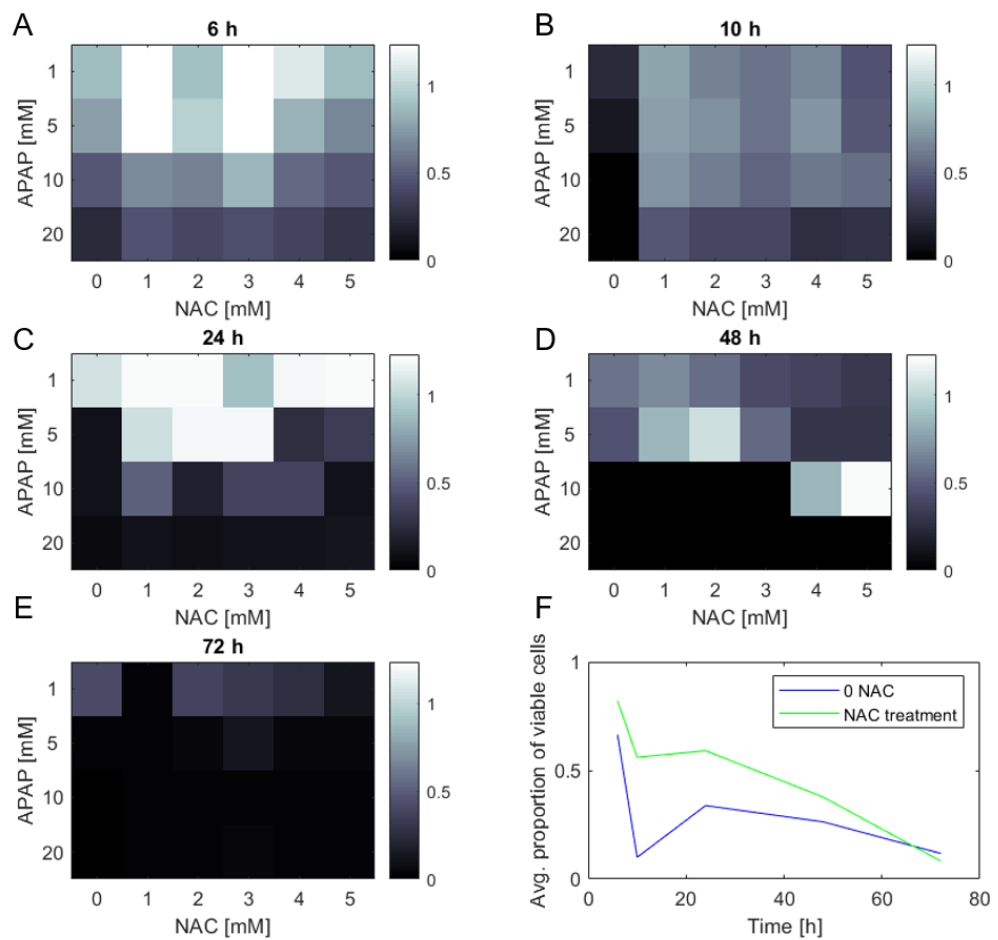 A
6 h
1
5
10
20
APAP [mM]
0 1 2 3 4 5
NAC [mM]
1
0.5
0
B
10 h
1
5
10
20
APAP [mM]
0 1 2 3 4 5
NAC [mM]
1
0.5
0
C
24 h
1
5
10
20
APAP [mM]
0 1 2 3 4 5
NAC [mM]
1
0.5
0
D
48 h
1
5
10
20
APAP [mM]
0 1 2 3 4 5
NAC [mM]
1
0.5
0
E
72 h
1
5
10
20
APAP [mM]
0 1 2 3 4 5
NAC [mM]
1
0.5
0
F
Avg. proportion of viable cells
1
0.5
0
0 NAC
NAC treatment
0 20 40 60 80
Time [h]